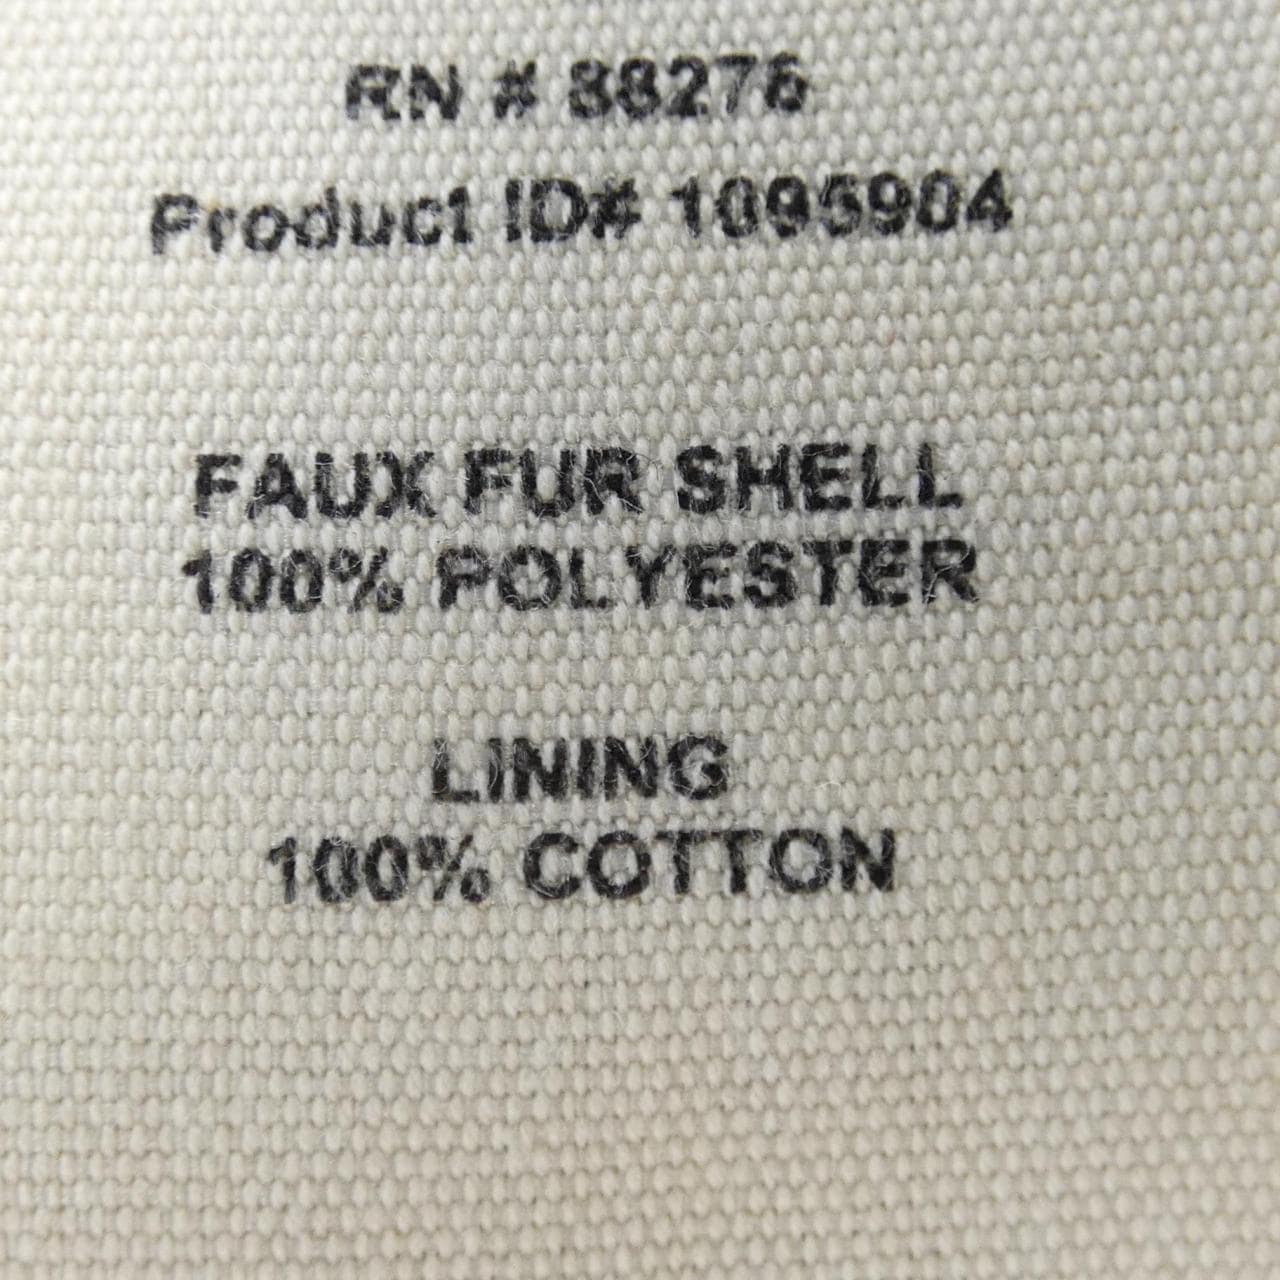 RN # 88276
Product ID# 1095904
FAUX FUR SHELL
100% POLYESTER
LINING
100% COTTON